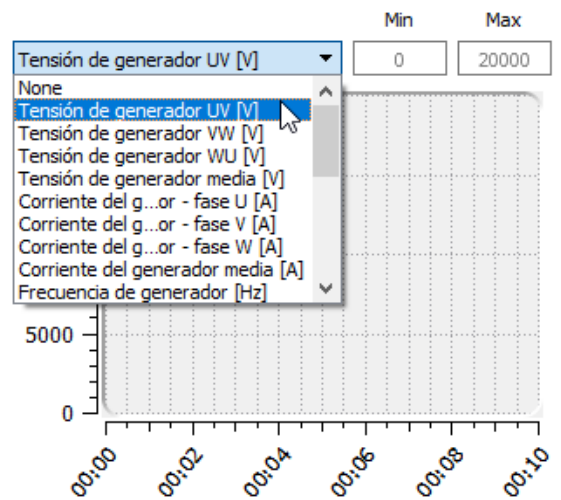 Min Max
Tensión de generador UV [V] 0 20000
None
Tensión de generador UV [V]
Tensión de generador VW [V]
Tensión de generador WU [V]
Tensión de generador media [V]
Corriente del g...or - fase U [A]
Corriente del g...or - fase V [A]
Corriente del g...or - fase W [A]
Corriente del generador media [A]
Frecuencia de generador [Hz]
5000
0
00:00 00:02 00:04 00:06 00:08 00:10